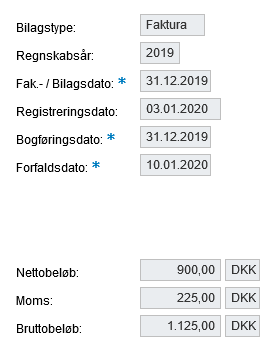 Bilagstype: Faktura
Regnskabsår: 2019
Fak.- / Bilagsdato: * 31.12.2019
Registreringsdato: 03.01.2020
Bogføringsdato: * 31.12.2019
Forfaldsdato: * 10.01.2020
Nettobeløb: 900,00 DKK
Moms: 225,00 DKK
Bruttobeløb: 1.125,00 DKK